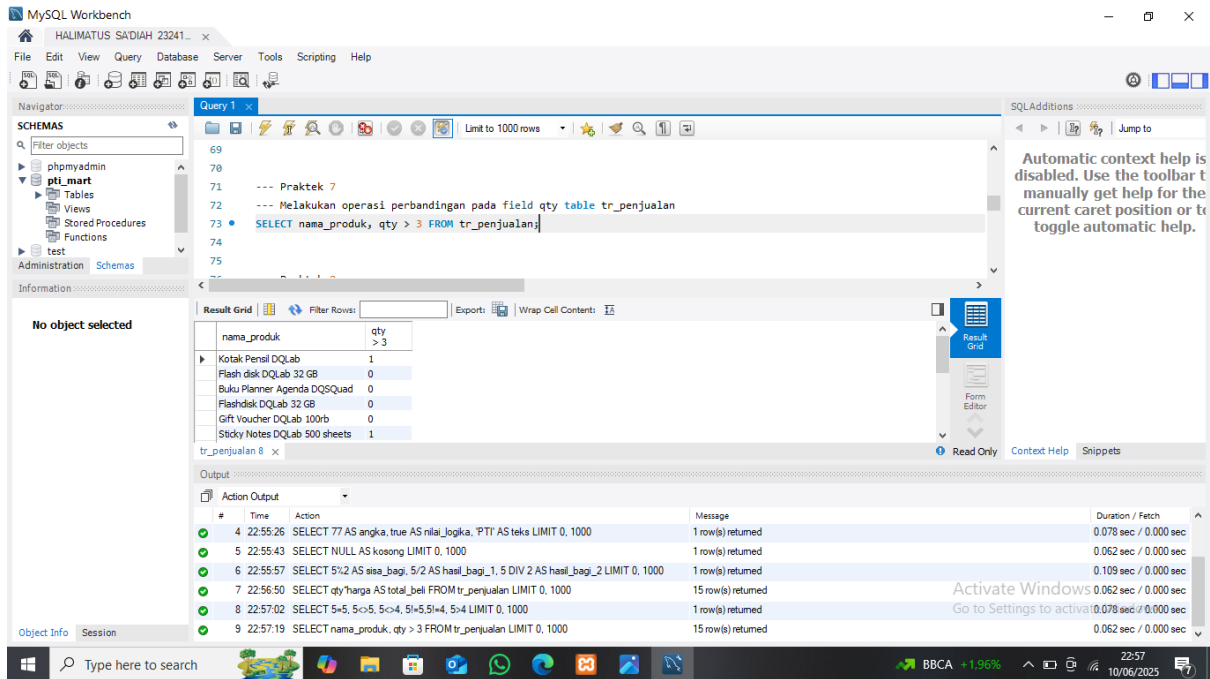 MySQL Workbench
HALIMATUS SA'DIAH 23241...
File Edit View Query Database Server Tools Scripting Help
Navigator
SCHEMAS
Filter objects
phpmyadmin
pti_mart
Tables
Views
Stored Procedures
Functions
test
Administration Schemas
Information
No object selected
Object Info Session
Query 1
Limit to 1000 rows
69
70
71 --- Praktek 7
72 --- Melakukan operasi perbandingan pada field qty table tr_penjualan
73 SELECT nama_produk, qty > 3 FROM tr_penjualan;
74
75
Result Grid Filter Rows: Export: Wrap Cell Content:
nama_produk qty > 3
Kotak Pensil DQLab 1
Flash disk DQLab 32 GB 0
Buku Planner Agenda DQSQuad 0
Flashdisk DQLab 32 GB 0
Gift Voucher DQLab 100rb 0
Sticky Notes DQLab 500 sheets 1
Result Grid
Form Editor
tr_penjualan 8
Read Only
SQLAdditions
Jump to
Automatic context help is
disabled. Use the toolbar t
manually get help for the
current caret position or to
toggle automatic help.
Context Help Snippets
Output
Action Output
# Time Action Message Duration / Fetch
4 22:55:26 SELECT 77 AS angka, true AS nilai_logika, 'PTI' AS teks LIMIT 0, 1000 1 row(s) returned 0.078 sec / 0.000 sec
5 22:55:43 SELECT NULL AS kosong LIMIT 0, 1000 1 row(s) returned 0.062 sec / 0.000 sec
6 22:55:57 SELECT 5%2 AS sisa_bagi, 5/2 AS hasil_bagi_1, 5 DIV 2 AS hasil_bagi_2 LIMIT 0, 1000 1 row(s) returned 0.109 sec / 0.000 sec
7 22:56:50 SELECT qty*harga AS total_beli FROM tr_penjualan LIMIT 0, 1000 15 row(s) returned 0.062 sec / 0.000 sec
8 22:57:02 SELECT 5=5, 5<>5, 5<>4, 5!=5,5!=4, 5>4 LIMIT 0, 1000 1 row(s) returned 0.078 sec / 0.000 sec
9 22:57:19 SELECT nama_produk, qty > 3 FROM tr_penjualan LIMIT 0, 1000 15 row(s) returned 0.062 sec / 0.000 sec
Activate Windows
Go to Settings to activate Windows.
Type here to search
BBCA +1,96%
22:57
10/06/2025
7